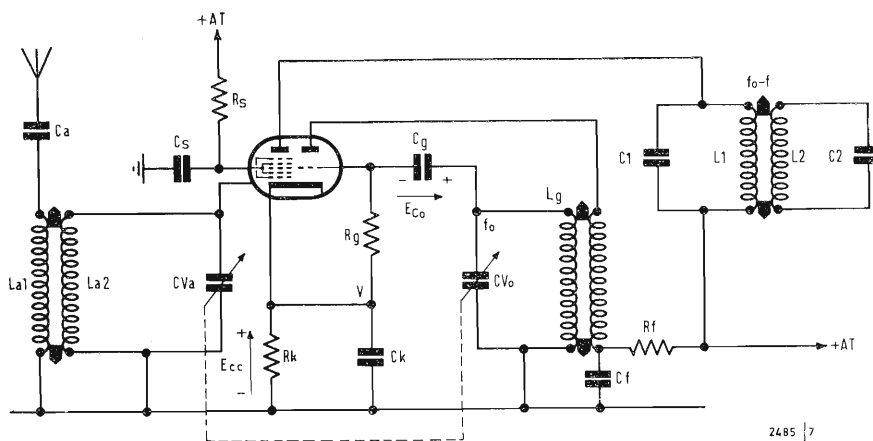 +AT
Rs
Ca
Cs
Cg
- +
Eco
Rg
fo
Lg
fo-f
C1
L1
L2
C2
La1
La2
CVa
V
CVo
+
Ecc
-
Rk
Ck
Rf
Cf
+AT
2485 | 7